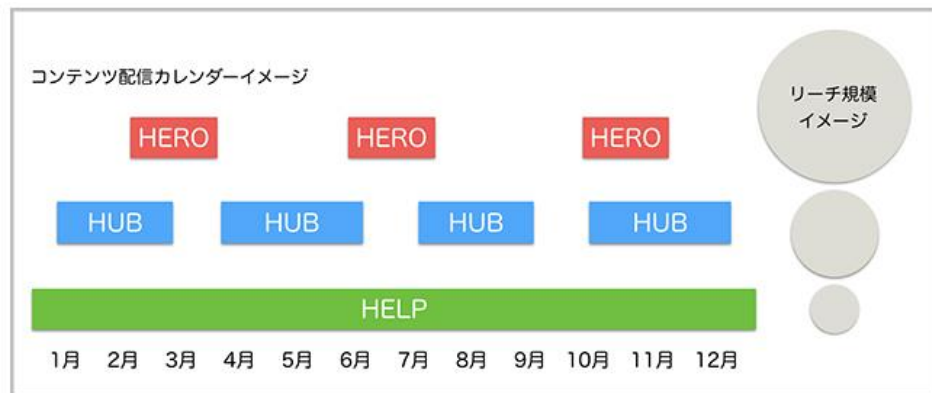 コンテンツ配信カレンダーイメージ
リーチ規模
イメージ
HERO HERO HERO
HUB HUB HUB HUB
HELP
1月 2月 3月 4月 5月 6月 7月 8月 9月 10月 11月 12月